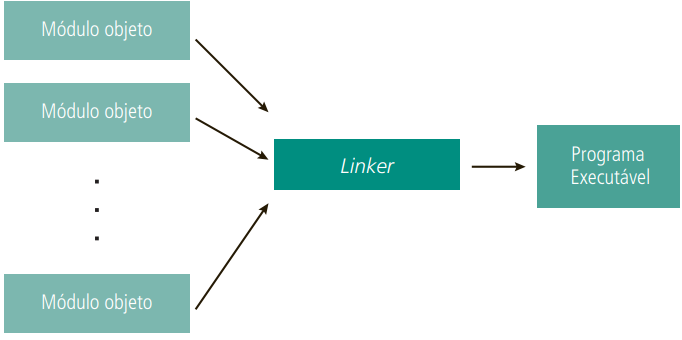 Módulo objeto
Módulo objeto
Linker
Programa
Executável
Módulo objeto